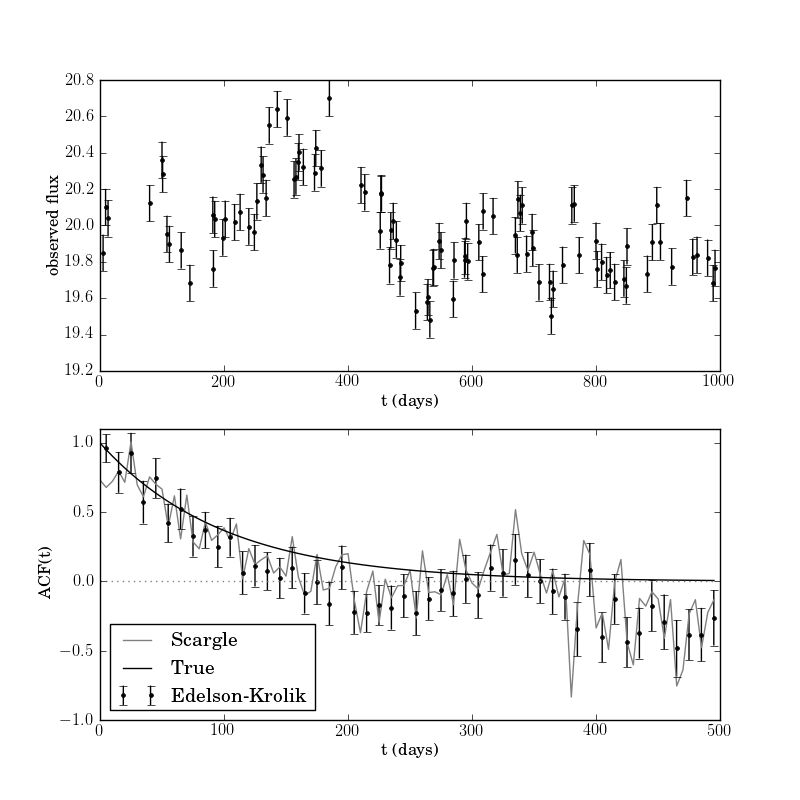 20.8
20.6
20.4
20.2
20.0
19.8
19.6
19.4
19.2
observed flux
0 200 400 600 800 1000
t (days)
1.0
0.5
0.0
−0.5
−1.0
ACF(t)
Scargle
True
Edelson-Krolik
0 100 200 300 400 500
t (days)